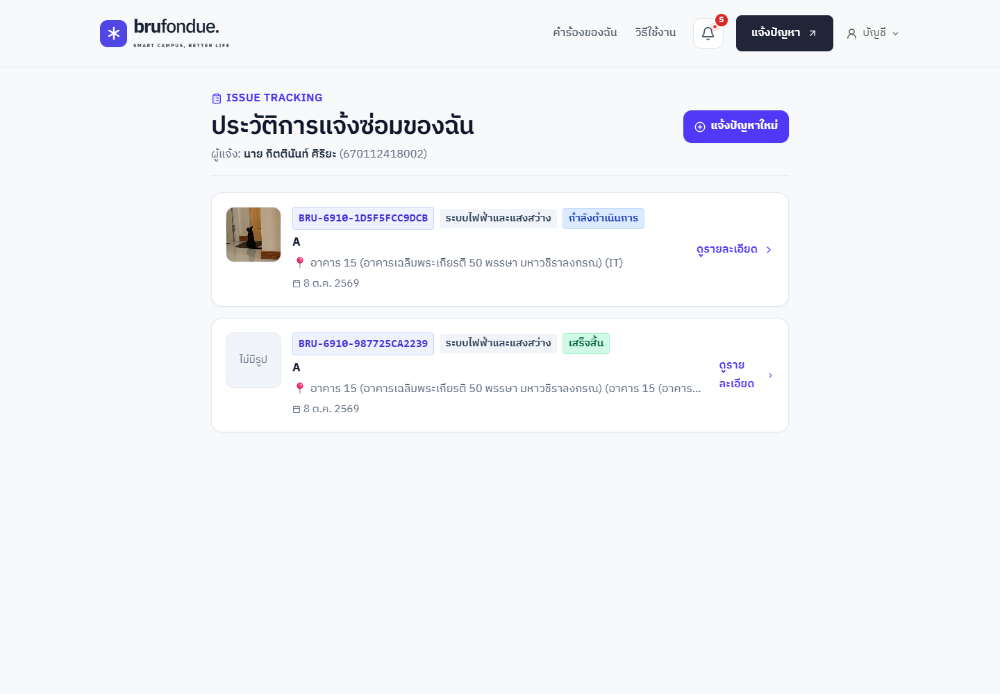 brufondue.
SMART CAMPUS, BETTER LIFE
คำร้องของฉัน
วิธีใช้งาน
5
แจ้งปัญหา
บัญชี
ISSUE TRACKING
ประวัติการแจ้งซ่อมของฉัน
แจ้งปัญหาใหม่
ผู้แจ้ง: นาย กิตตินันท์ ศิริยะ (670112418002)
BRU-6910-1D5F5FCC9DCB ระบบไฟฟ้าและแสงสว่าง กำลังดำเนินการ
A
อาคาร 15 (อาคารเฉลิมพระเกียรติ 50 พรรษา มหาวชิราลงกรณ) (IT)
8 ต.ค. 2569
ดูรายละเอียด
ไม่มีรูป
BRU-6910-987725CA2239 ระบบไฟฟ้าและแสงสว่าง เสร็จสิ้น
A
อาคาร 15 (อาคารเฉลิมพระเกียรติ 50 พรรษา มหาวชิราลงกรณ) (อาคาร 15 (อาคาร...
8 ต.ค. 2569
ดูราย
ละเอียด